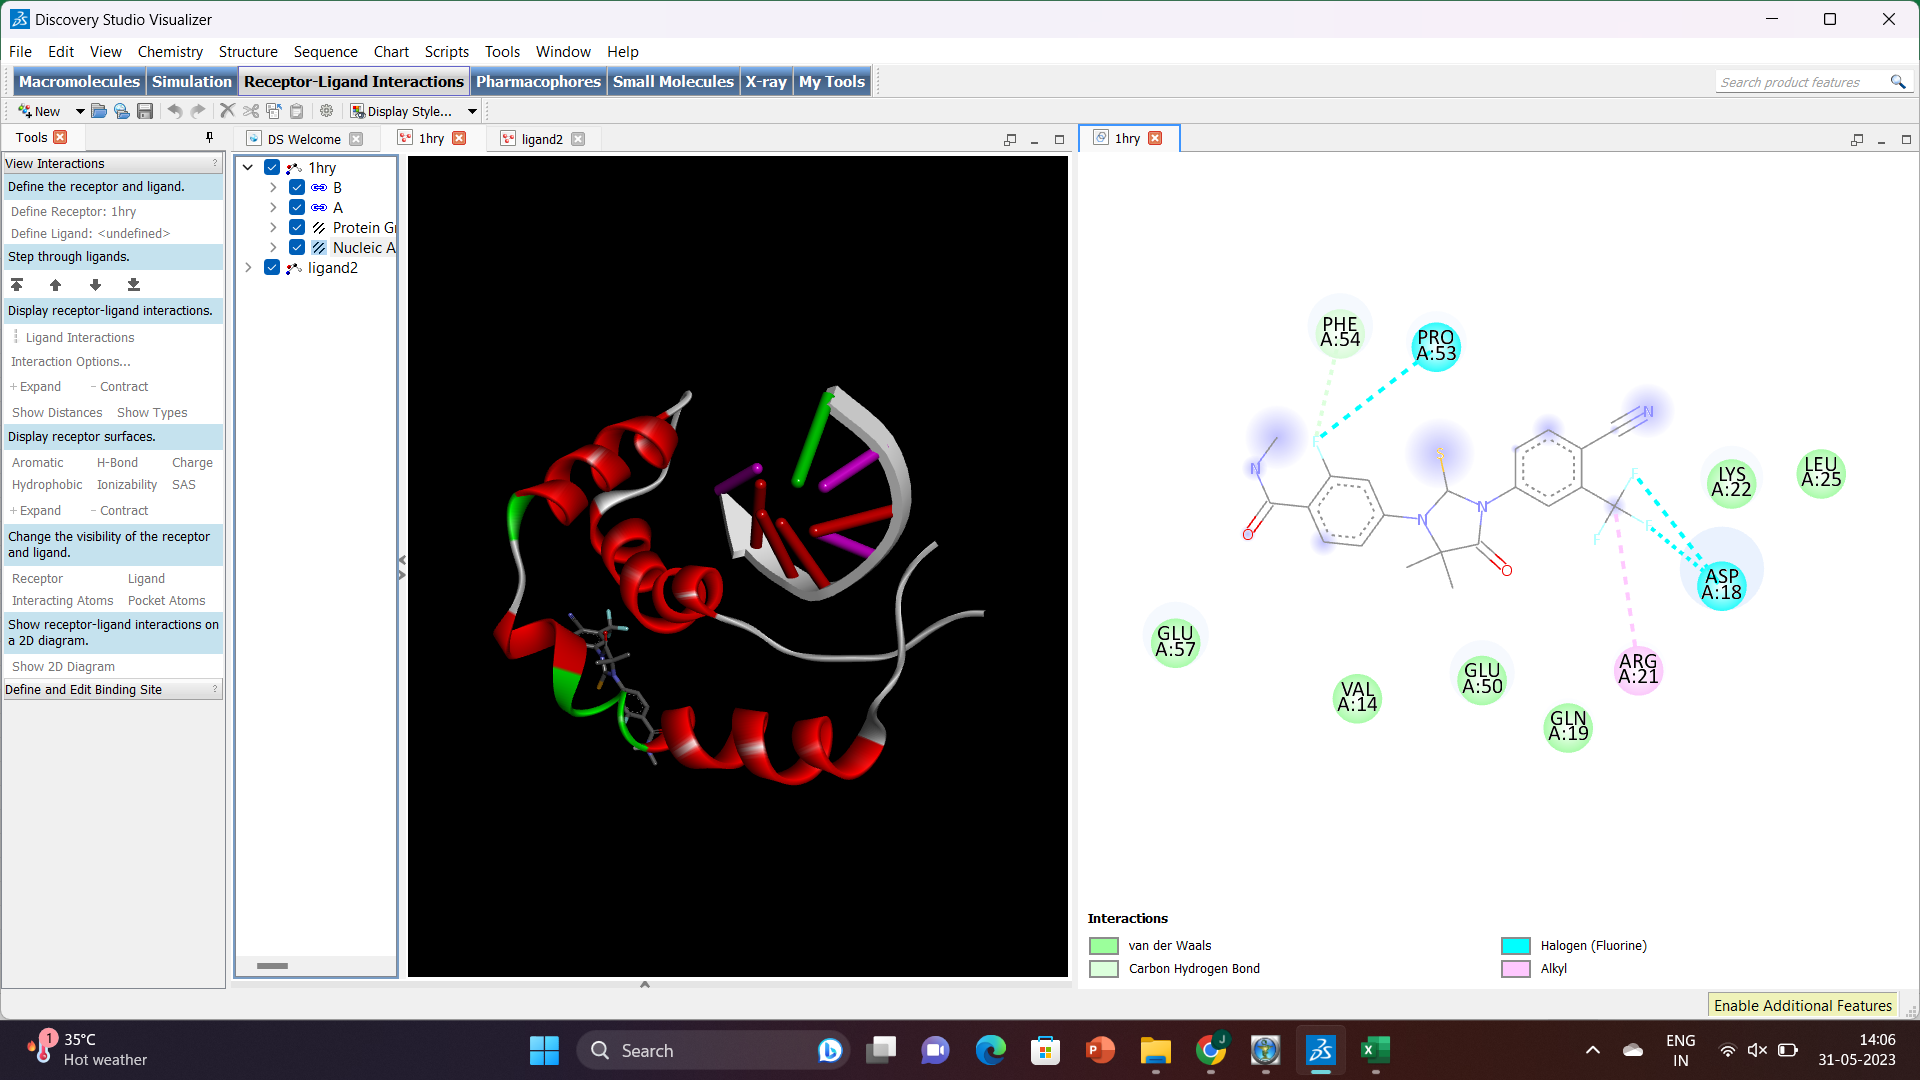 Discovery Studio Visualizer
File Edit View Chemistry Structure Sequence Chart Scripts Tools Window Help
Macromolecules Simulation Receptor-Ligand Interactions Pharmacophores Small Molecules X-ray My Tools
Search product features
New Display Style...
Tools
DS Welcome 1hry ligand2
1hry
View Interactions ?
Define the receptor and ligand.
Define Receptor: 1hry
Define Ligand: <undefined>
Step through ligands.
Display receptor-ligand interactions.
Ligand Interactions
Interaction Options...
+ Expand - Contract
Show Distances Show Types
Display receptor surfaces.
Aromatic H-Bond Charge
Hydrophobic Ionizability SAS
+ Expand - Contract
Change the visibility of the receptor
and ligand.
Receptor Ligand
Interacting Atoms Pocket Atoms
Show receptor-ligand interactions on
a 2D diagram.
Show 2D Diagram
Define and Edit Binding Site ?
1hry
B
A
Protein G
Nucleic A
ligand2
PHE
A:54
PRO
A:53
N
F
N
S
F
LYS
A:22
LEU
A:25
O
N
N
F
F
O
ASP
A:18
GLU
A:57
VAL
A:14
GLU
A:50
ARG
A:21
GLN
A:19
Interactions
van der Waals
Carbon Hydrogen Bond
Halogen (Fluorine)
Alkyl
Enable Additional Features
1
35°C
Hot weather
Search
P
J
X
ENG
IN
14:06
31-05-2023